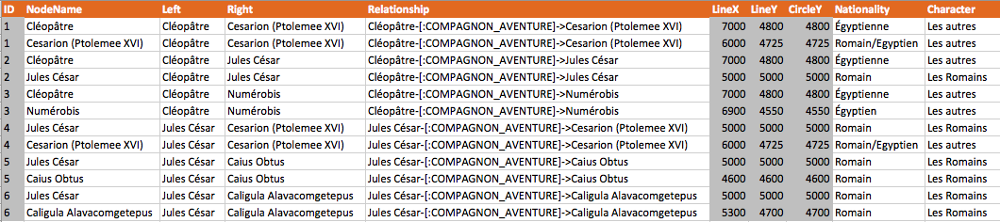 ID NodeName Left Right Relationship LineX LineY CircleY Nationality Character
1 Cléopâtre Cléopâtre Cesarion (Ptolemee XVI) Cléopâtre-[:COMPAGNON_AVENTURE]->Cesarion (Ptolemee XVI) 7000 4800 4800 Égyptienne Les autres
1 Cesarion (Ptolemee XVI) Cléopâtre Cesarion (Ptolemee XVI) Cléopâtre-[:COMPAGNON_AVENTURE]->Cesarion (Ptolemee XVI) 6000 4725 4725 Romain/Egyptien Les autres
2 Cléopâtre Cléopâtre Jules César Cléopâtre-[:COMPAGNON_AVENTURE]->Jules César 7000 4800 4800 Égyptienne Les autres
2 Jules César Cléopâtre Jules César Cléopâtre-[:COMPAGNON_AVENTURE]->Jules César 5000 5000 5000 Romain Les Romains
3 Cléopâtre Cléopâtre Numérobis Cléopâtre-[:COMPAGNON_AVENTURE]->Numérobis 7000 4800 4800 Égyptienne Les autres
3 Numérobis Cléopâtre Numérobis Cléopâtre-[:COMPAGNON_AVENTURE]->Numérobis 6900 4550 4550 Égyptien Les autres
4 Jules César Jules César Cesarion (Ptolemee XVI) Jules César-[:COMPAGNON_AVENTURE]->Cesarion (Ptolemee XVI) 5000 5000 5000 Romain Les Romains
4 Cesarion (Ptolemee XVI) Jules César Cesarion (Ptolemee XVI) Jules César-[:COMPAGNON_AVENTURE]->Cesarion (Ptolemee XVI) 6000 4725 4725 Romain/Egyptien Les autres
5 Jules César Jules César Caius Obtus Jules César-[:COMPAGNON_AVENTURE]->Caius Obtus 5000 5000 5000 Romain Les Romains
5 Caius Obtus Jules César Caius Obtus Jules César-[:COMPAGNON_AVENTURE]->Caius Obtus 4600 4600 4600 Romain Les Romains
6 Jules César Jules César Caligula Alavacomgetepus Jules César-[:COMPAGNON_AVENTURE]->Caligula Alavacomgetepus 5000 5000 5000 Romain Les Romains
6 Caligula Alavacomgetepus Jules César Caligula Alavacomgetepus Jules César-[:COMPAGNON_AVENTURE]->Caligula Alavacomgetepus 5300 4700 4700 Romain Les Romains